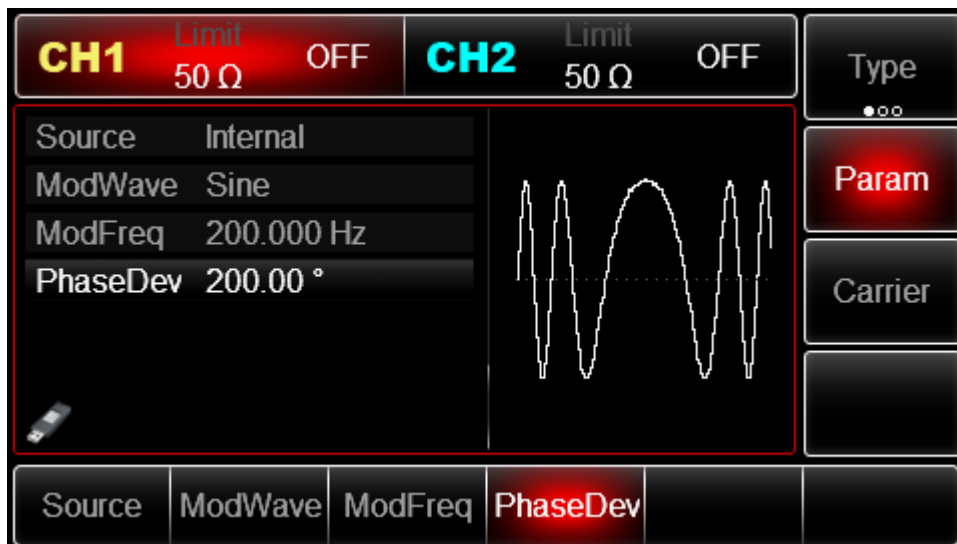 CH1 Limit 50 Ω OFF
CH2 Limit 50 Ω OFF
Type
Source Internal
ModWave Sine
ModFreq 200.000 Hz
PhaseDev 200.00 °
Param
Carrier
Source ModWave ModFreq PhaseDev